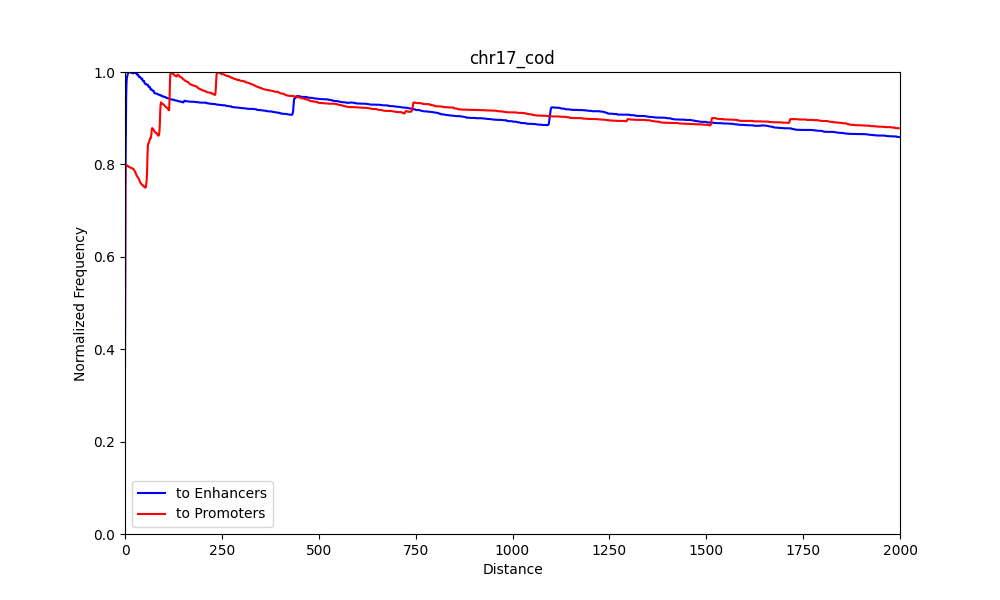 chr17_cod
Normalized Frequency
1.0
0.8
0.6
0.4
0.2
0.0
to Enhancers
to Promoters
0 250 500 750 1000 1250 1500 1750 2000
Distance